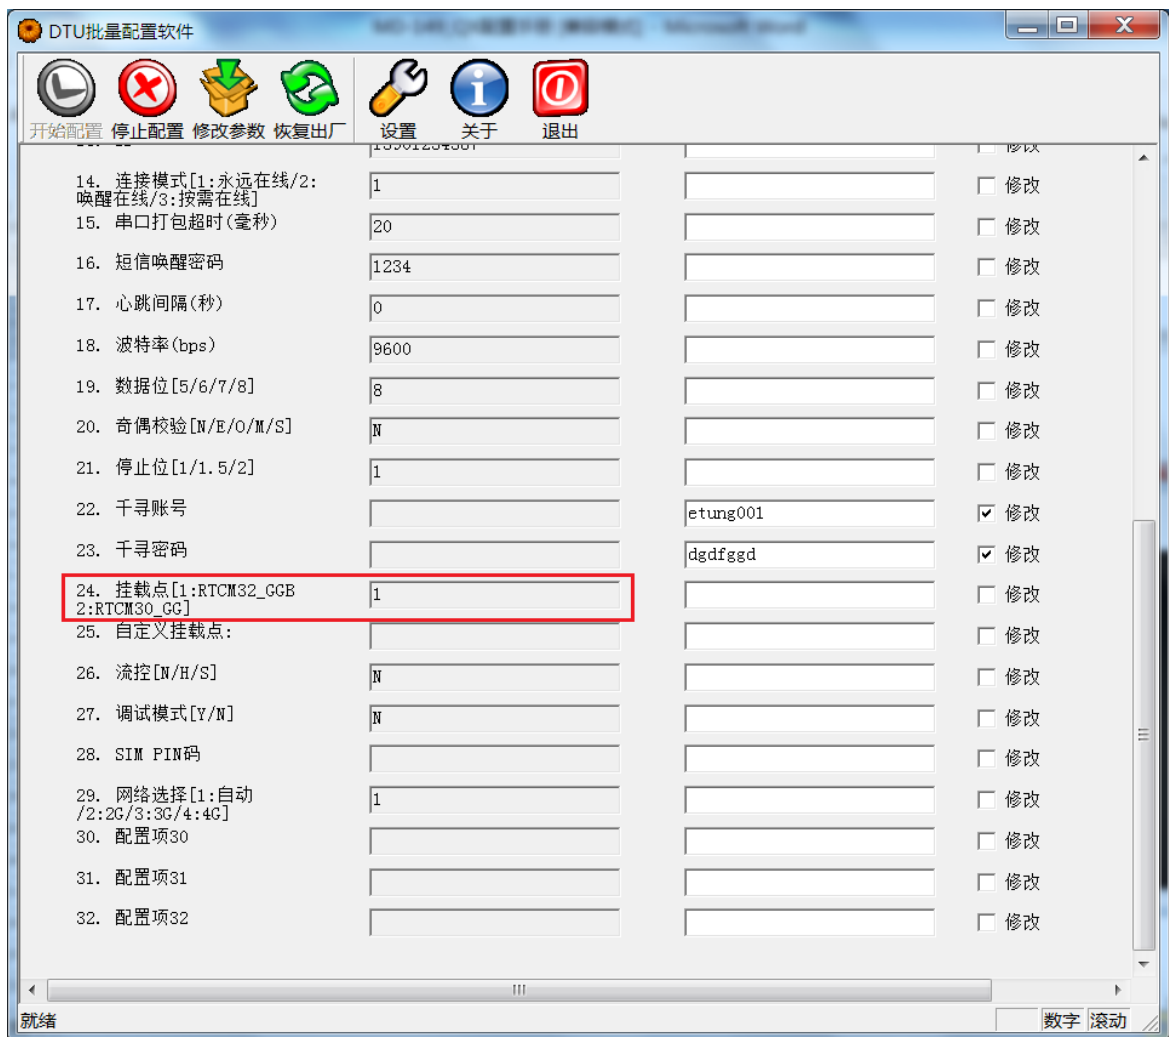 DTU批量配置软件
开始配置 停止配置 修改参数 恢复出厂 设置 关于 退出
14. 连接模式[1:永远在线/2:
唤醒在线/3:按需在线] 1 修改
15. 串口打包超时(毫秒) 20 修改
16. 短信唤醒密码 1234 修改
17. 心跳间隔(秒) 0 修改
18. 波特率(bps) 9600 修改
19. 数据位[5/6/7/8] 8 修改
20. 奇偶校验[N/E/O/M/S] N 修改
21. 停止位[1/1.5/2] 1 修改
22. 千寻账号 etung001 修改
23. 千寻密码 dgdfggd 修改
24. 挂载点[1:RTCM32_GGB
2:RTCM30_GG] 1 修改
25. 自定义挂载点: 修改
26. 流控[N/H/S] N 修改
27. 调试模式[Y/N] N 修改
28. SIM PIN码 修改
29. 网络选择[1:自动
/2:2G/3:3G/4:4G] 1 修改
30. 配置项30 修改
31. 配置项31 修改
32. 配置项32 修改
就绪 数字 滚动